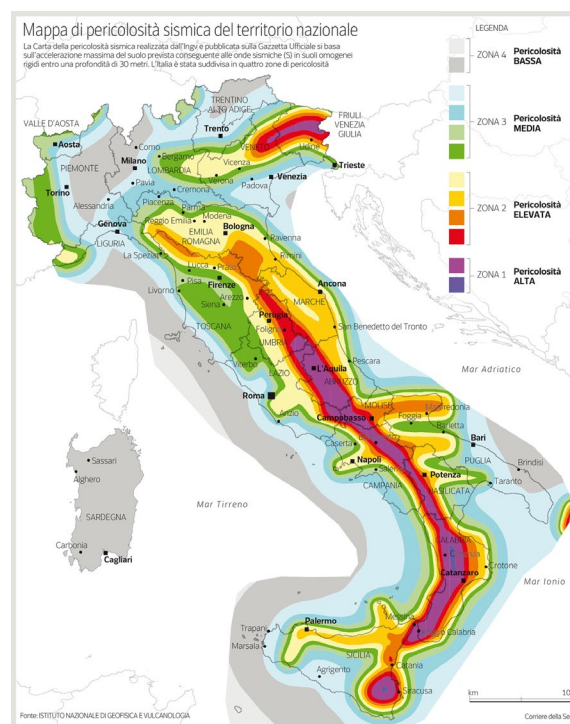 Mappa di pericolosità sismica del territorio nazionale
La Carta della pericolosità sismica realizzata dall'Ingv e pubblicata sulla Gazzetta Ufficiale si basa
sull'accelerazione massima del suolo prevista conseguente alle onde sismiche (S) in suoli omogenei
rigidi entro una profondità di 30 metri. L'Italia è stata suddivisa in quattro zone di pericolosità
LEGENDA
ZONA 4 Pericolosità
BASSA
ZONA 3 Pericolosità
MEDIA
ZONA 2 Pericolosità
ELEVATA
ZONA 1 Pericolosità
ALTA
TRENTINO
ALTO ADIGE
VALLE D'AOSTA
FRIULI
VENEZIA
GIULIA
Trento
Aosta
Como
VENETO
Udine
Bergamo
Milano
Vicenza
Trieste
PIEMONTE
LOMBARDIA
Verona
Venezia
Torino
Pavia
Cremona
Padova
Alessandria
Piacenza
Parma
Genova
Reggio Emilia
Modena
EMILIA
ROMAGNA
Bologna
Ravenna
LIGURIA
La Spezia
Rimini
Lucca
Prato
Pisa
Firenze
Ancona
Livorno
Arezzo
MARCHE
Siena
Perugia
TOSCANA
Foligno
San Benedetto del Tronto
UMBRIA
Viterbo
Pescara
L'Aquila
Mar Adriatico
LAZIO
ABRUZZO
Roma
MOLISE
Manfredonia
Anzio
Campobasso
Foggia
Barletta
Bari
Caserta
Sassari
Napoli
PUGLIA
Brindisi
Alghero
Potenza
Taranto
CAMPANIA
BASILICATA
Mar Tirreno
SARDEGNA
CALABRIA
Carbonia
Cagliari
Crotone
Catanzaro
Mar Ionio
Messina
Palermo
Trapani
Reggio Calabria
Marsala
SICILIA
Catania
Agrigento
Siracusa
km
Fonte: ISTITUTO NAZIONALE DI GEOFISICA E VULCANOLOGIA
Corriere della Se